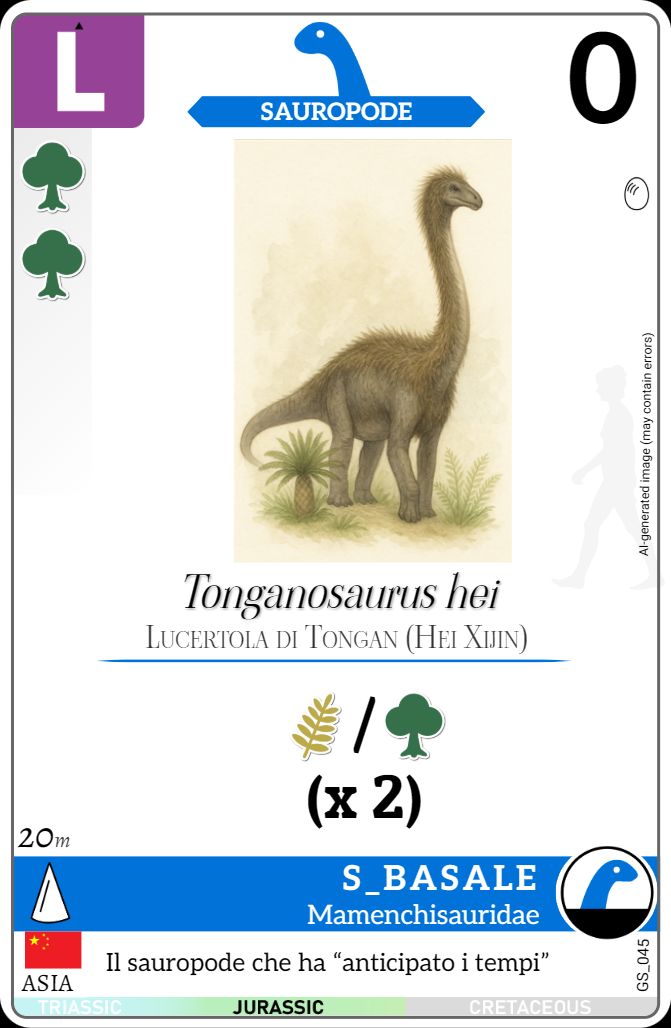 L
SAUROPODE
0
AI-generated image (may contain errors)
Tonganosaurus hei
Lucertola di Tongan (Hei Xijin)
/
(x 2)
20m
S_BASALE
Mamenchisauridae
ASIA
Il sauropode che ha “anticipato i tempi”
GS_045
TRIASSIC
JURASSIC
CRETACEOUS